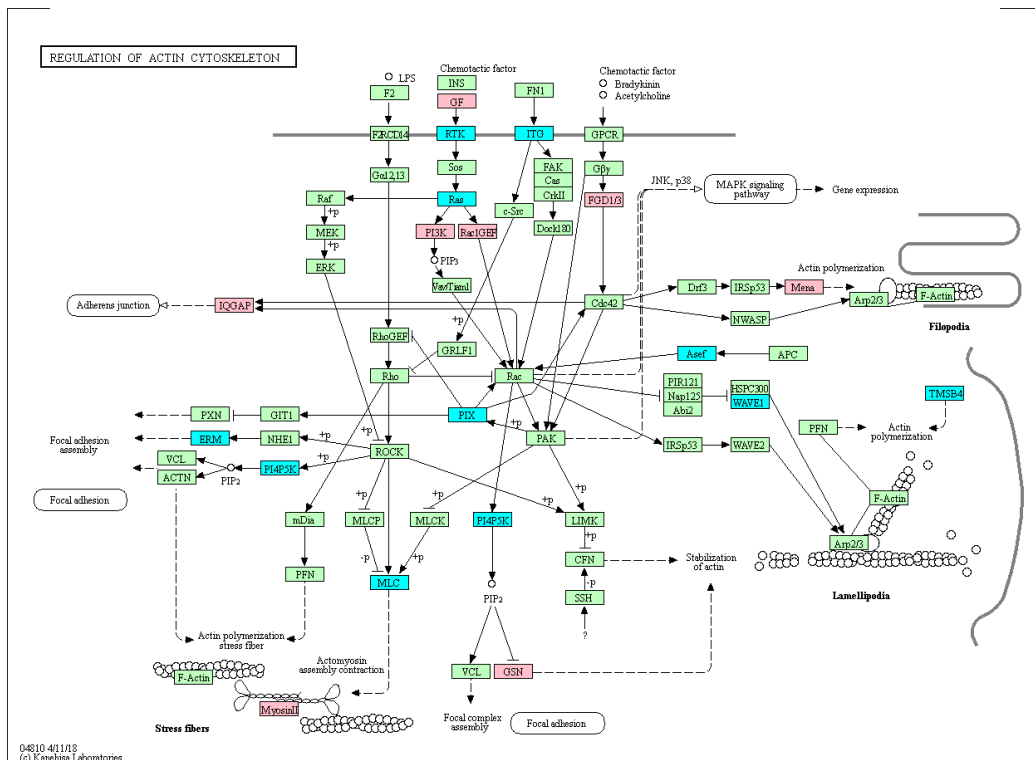 REGULATION OF ACTIN CYTOSKELETON
LPS
F2
Chemotactic factor
INS
GF
FN1
Chemotactic factor
Bradykinin
Acetylcholine
F2R
CD14
RTK
ITG
GPCR
Gα12,13
Sos
FAK
Cas
CrkII
Gβγ
JNK, p38
MAPK signaling
pathway
Gene expression
Raf
Ras
c-Src
FGD1/3
+p
MEK
PI3K
Rac1GEF
Dock180
+p
ERK
PIP3
Vav
Tiam1
Actin polymerization
Drf3
IRSp53
Mena
Arp2/3
F-Actin
Adherens junction
IQGAP
Cdc42
NWASP
Filopodia
+p
RhoGEF
GRLF1
Asef
APC
Rho
Rac
PIR121
Nap125
Abi2
HSPC300
WAVE1
TMSB4
PXN
GIT1
PIX
PFN
Actin
polymerization
Focal adhesion
assembly
ERM
NHE1
+p
+p
+p
PAK
IRSp53
WAVE2
ROCK
VCL
ACTN
PIP2
PI4P5K
+p
Focal adhesion
+p
+p
+p
+p
F-Actin
mDia
MLCP
MLCK
PI4P5K
LIMK
Arp2/3
-p
+p
+p
CFN
Stabilization
of actin
PFN
MLC
-p
Lamellipodia
PIP2
SSH
?
Actin polymerization
stress fiber
F-Actin
Actomyosin
assembly contraction
VCL
GSN
MyosinII
Stress fibers
Focal complex
assembly
Focal adhesion
04810 4/11/18
(c) Kanehisa Laboratories